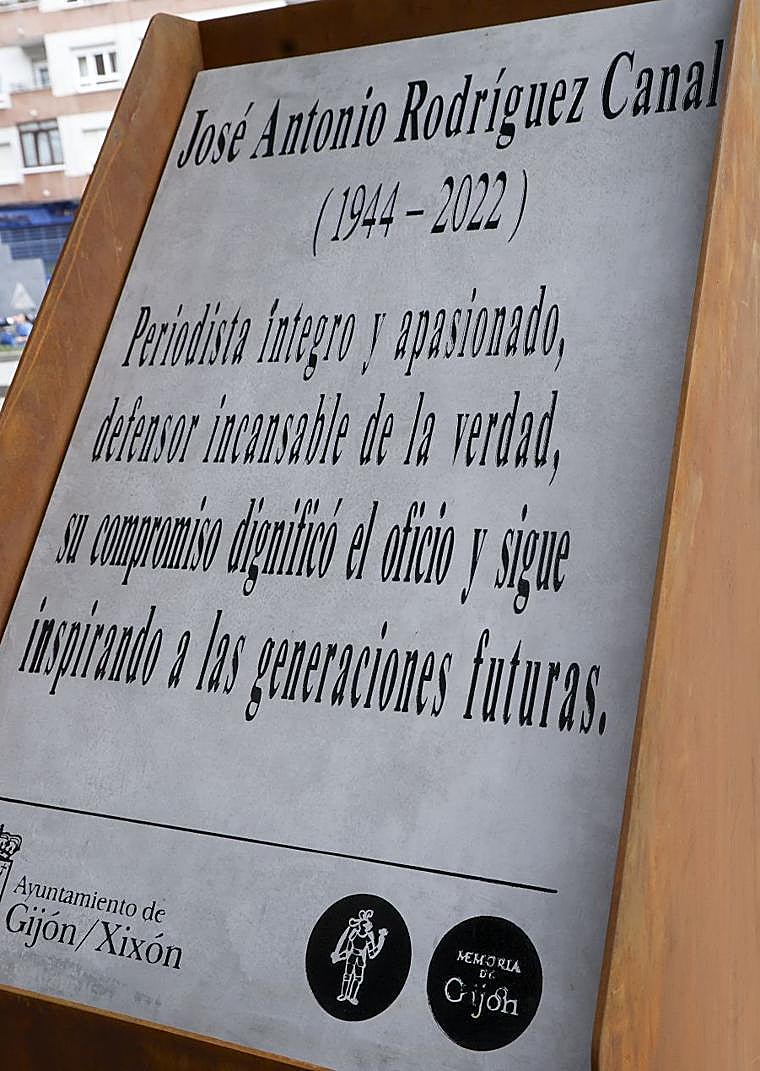 José Antonio Rodríguez Canal
(1944 – 2022)
Periodista íntegro y apasionado,
defensor incansable de la verdad,
su compromiso dignificó el oficio y sigue
inspirando a las generaciones futuras.
Ayuntamiento de
Gijón/Xixón
MEMORIA
DE
Gijón